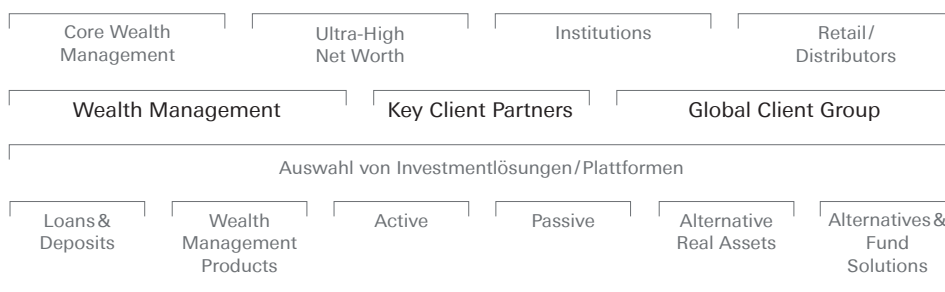 Core Wealth
Management
Ultra-High
Net Worth
Institutions
Retail/
Distributors
Wealth Management
Key Client Partners
Global Client Group
Auswahl von Investmentlösungen/Plattformen
Loans &
Deposits
Wealth
Management
Products
Active
Passive
Alternative
Real Assets
Alternatives &
Fund
Solutions